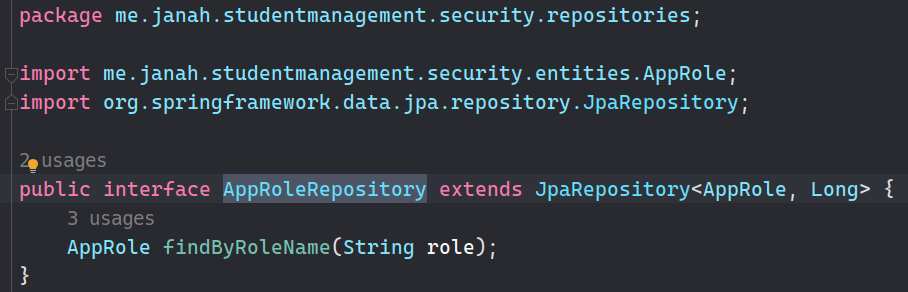 package me.janah.studentmanagement.security.repositories;
import me.janah.studentmanagement.security.entities.AppRole;
import org.springframework.data.jpa.repository.JpaRepository;
2 usages
public interface AppRoleRepository extends JpaRepository<AppRole, Long> {
3 usages
AppRole findByRoleName(String role);
}